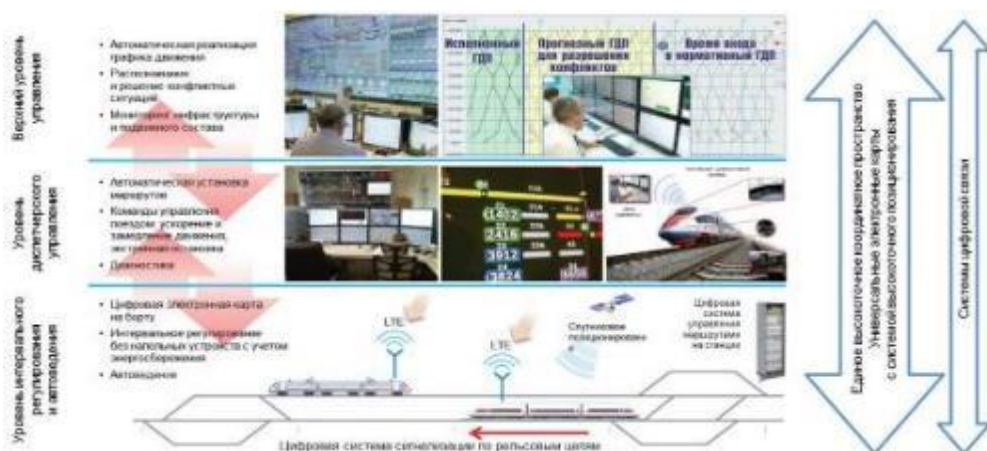 Верхний уровень
управления
• Автоматическая реализация
графика движения
• Распознавание
и решение конфликтных
ситуаций
• Мониторинг инфраструктуры
и подвижного состава
Исполненный
ГДП
Прогнозный ГДП
для разрешения
конфликтов
Время входа
в нормативный ГДП
Уровень
диспетчерского
управления
• Автоматическая установка
маршрутов
• Команды управления
поездом: ускорение и
замедление движения,
экстренная остановка
• Диагностика
2416
3912
3824
Уровень интервального
регулирования
и автоведения
• Цифровая электронная карта
на борту
• Интервальное регулирование
без напольных устройств с учетом
энергосбережения
• Автоведение
LTE
LTE
Спутниковое
позиционирование
Цифровая
система
управления
маршрутами
на станции
Цифровая система сигнализации по рельсовым цепям
Единое высокоточное координатное пространство
Универсальные электронные карты
с системой высокоточного позиционирования
Системы цифровой связи